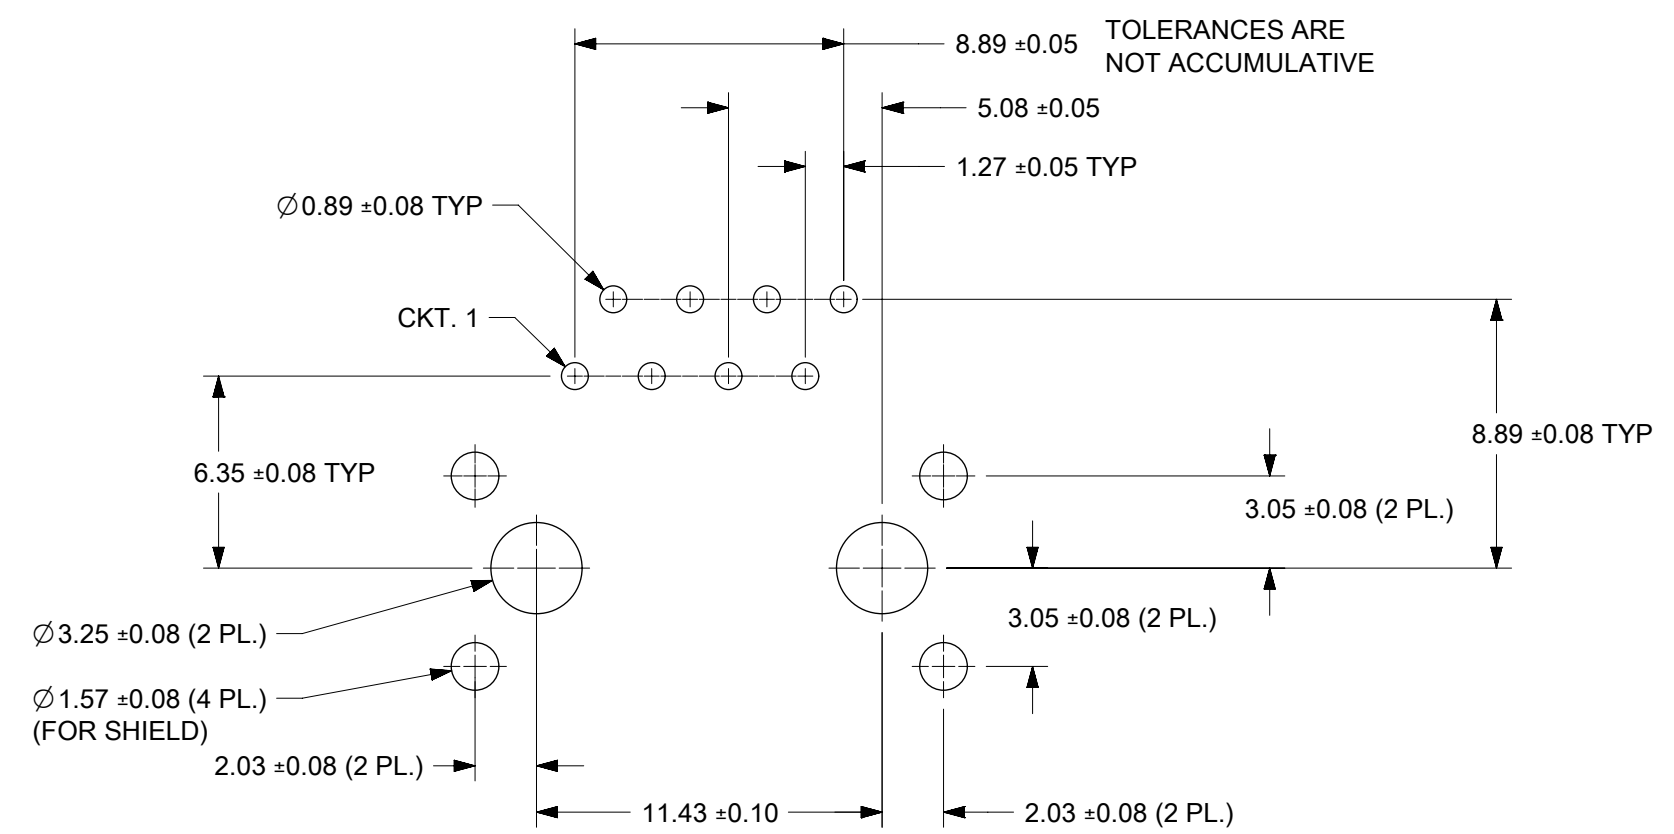 8.89 ±0.05
TOLERANCES ARE
NOT ACCUMULATIVE
5.08 ±0.05
1.27 ±0.05 TYP
∅0.89 ±0.08 TYP
CKT. 1
8.89 ±0.08 TYP
6.35 ±0.08 TYP
3.05 ±0.08 (2 PL.)
3.05 ±0.08 (2 PL.)
∅3.25 ±0.08 (2 PL.)
∅1.57 ±0.08 (4 PL.)
(FOR SHIELD)
2.03 ±0.08 (2 PL.)
11.43 ±0.10
2.03 ±0.08 (2 PL.)